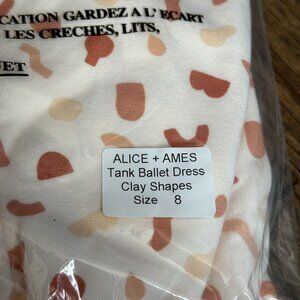 CATION GARDEZ A L' ECART
LES CRECHES, LITS,
ET
ALICE + AMES
Tank Ballet Dress
Clay Shapes
Size 8